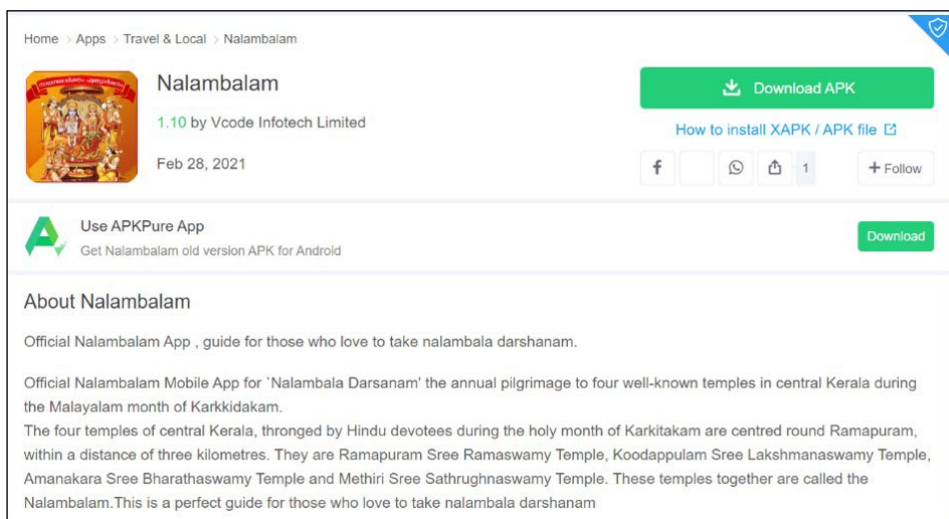 Home > Apps > Travel & Local > Nalambalam
Nalambalam
1.10 by Vcode Infotech Limited
Feb 28, 2021
Download APK
How to install XAPK / APK file
1
+ Follow
Use APKPure App
Get Nalambalam old version APK for Android
Download
About Nalambalam
Official Nalambalam App , guide for those who love to take nalambala darshanam.
Official Nalambalam Mobile App for `Nalambala Darsanam' the annual pilgrimage to four well-known temples in central Kerala during
the Malayalam month of Karkkidakam.
The four temples of central Kerala, thronged by Hindu devotees during the holy month of Karkitakam are centred round Ramapuram,
within a distance of three kilometres. They are Ramapuram Sree Ramaswamy Temple, Koodappulam Sree Lakshmanaswamy Temple,
Amanakara Sree Bharathaswamy Temple and Methiri Sree Sathrughnaswamy Temple. These temples together are called the
Nalambalam.This is a perfect guide for those who love to take nalambala darshanam